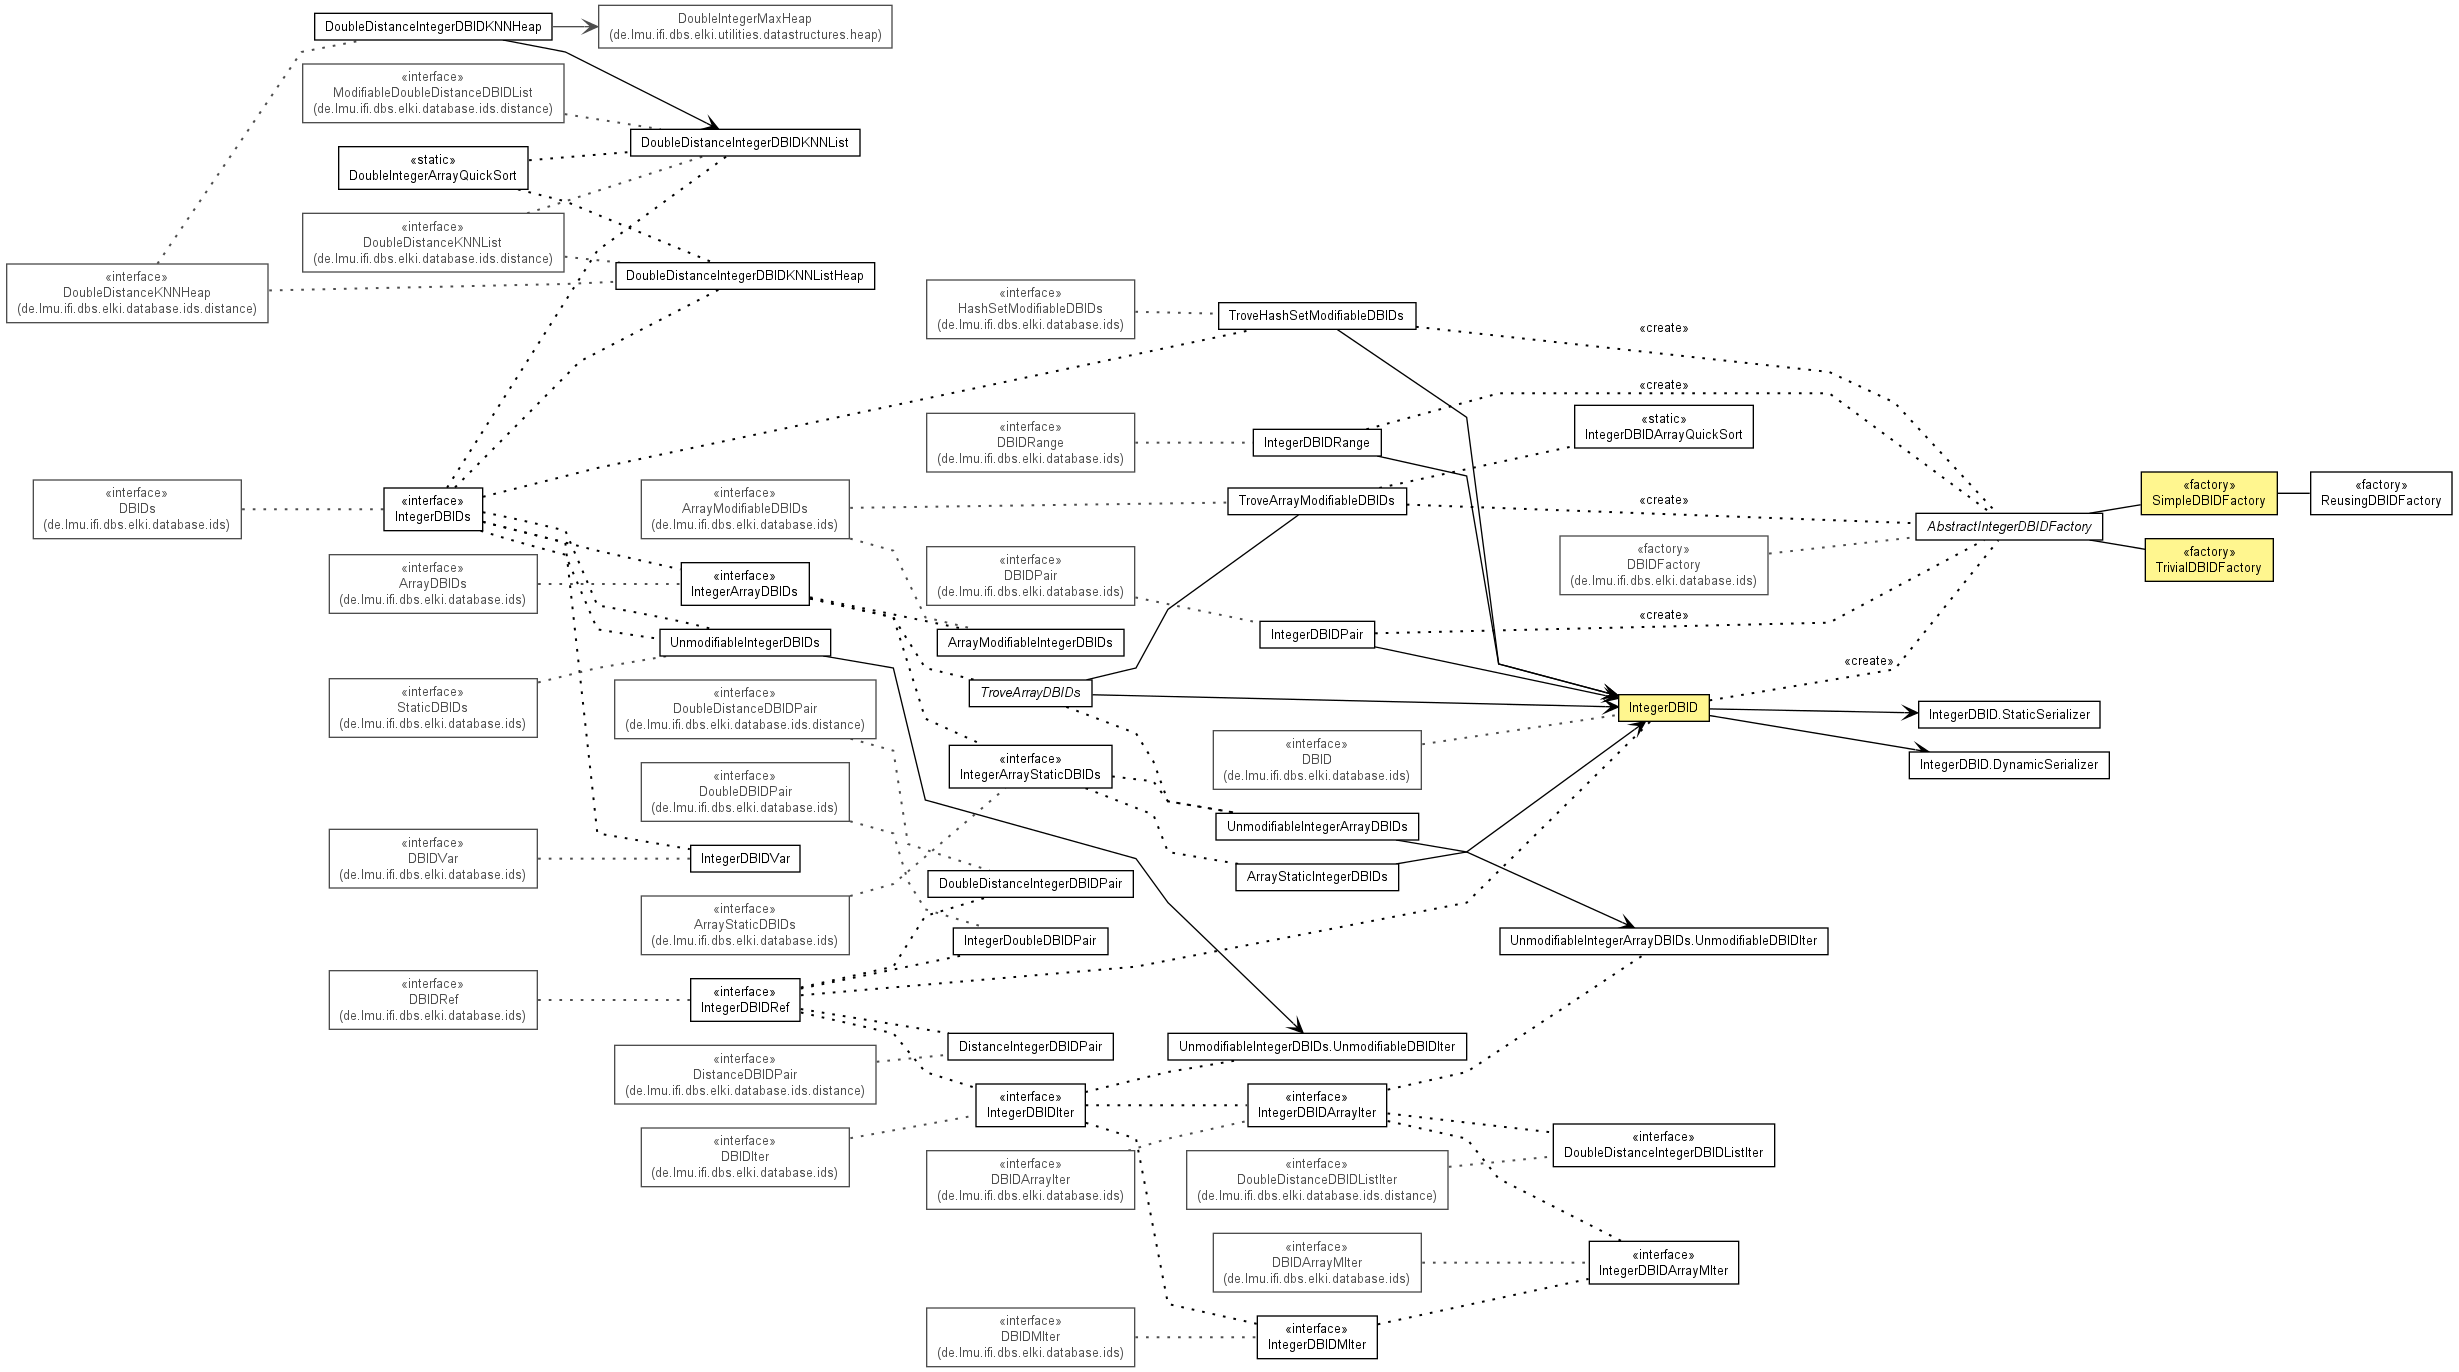 DoubleDistanceIntegerDBIDKNNHeap
DoubleIntegerMaxHeap
(de.lmu.ifi.dbs.elki.utilities.datastructures.heap)
«interface»
ModifiableDoubleDistanceDBIDList
(de.lmu.ifi.dbs.elki.database.ids.distance)
DoubleDistanceIntegerDBIDKNNList
«static»
DoubleIntegerArrayQuickSort
«interface»
DoubleDistanceKNNList
(de.lmu.ifi.dbs.elki.database.ids.distance)
«interface»
DoubleDistanceKNNHeap
(de.lmu.ifi.dbs.elki.database.ids.distance)
DoubleDistanceIntegerDBIDKNNListHeap
«interface»
HashSetModifiableDBIDs
(de.lmu.ifi.dbs.elki.database.ids)
TroveHashSetModifiableDBIDs
«create»
«create»
«interface»
DBIDRange
(de.lmu.ifi.dbs.elki.database.ids)
IntegerDBIDRange
«static»
IntegerDBIDArrayQuickSort
«interface»
DBIDs
(de.lmu.ifi.dbs.elki.database.ids)
«interface»
IntegerDBIDs
«interface»
ArrayModifiableDBIDs
(de.lmu.ifi.dbs.elki.database.ids)
TroveArrayModifiableDBIDs
«create»
AbstractIntegerDBIDFactory
«factory»
SimpleDBIDFactory
«factory»
ReusingDBIDFactory
«factory»
DBIDFactory
(de.lmu.ifi.dbs.elki.database.ids)
«factory»
TrivialDBIDFactory
«interface»
ArrayDBIDs
(de.lmu.ifi.dbs.elki.database.ids)
«interface»
IntegerArrayDBIDs
«interface»
DBIDPair
(de.lmu.ifi.dbs.elki.database.ids)
«create»
UnmodifiableIntegerDBIDs
ArrayModifiableIntegerDBIDs
IntegerDBIDPair
«create»
«interface»
StaticDBIDs
(de.lmu.ifi.dbs.elki.database.ids)
«interface»
DoubleDistanceDBIDPair
(de.lmu.ifi.dbs.elki.database.ids.distance)
TroveArrayDBIDs
IntegerDBID
IntegerDBID.StaticSerializer
IntegerDBID.DynamicSerializer
«interface»
DBID
(de.lmu.ifi.dbs.elki.database.ids)
«interface»
IntegerArrayStaticDBIDs
«interface»
DoubleDBIDPair
(de.lmu.ifi.dbs.elki.database.ids)
UnmodifiableIntegerArrayDBIDs
«interface»
DBIDVar
(de.lmu.ifi.dbs.elki.database.ids)
IntegerDBIDVar
ArrayStaticIntegerDBIDs
DoubleDistanceIntegerDBIDPair
«interface»
ArrayStaticDBIDs
(de.lmu.ifi.dbs.elki.database.ids)
IntegerDoubleDBIDPair
UnmodifiableIntegerArrayDBIDs.UnmodifiableDBIDIter
«interface»
DBIDRef
(de.lmu.ifi.dbs.elki.database.ids)
«interface»
IntegerDBIDRef
DistanceIntegerDBIDPair
UnmodifiableIntegerDBIDs.UnmodifiableDBIDIter
«interface»
DistanceDBIDPair
(de.lmu.ifi.dbs.elki.database.ids.distance)
«interface»
IntegerDBIDIter
«interface»
IntegerDBIDArrayIter
«interface»
DBIDIter
(de.lmu.ifi.dbs.elki.database.ids)
«interface»
DBIDArrayIter
(de.lmu.ifi.dbs.elki.database.ids)
«interface»
DoubleDistanceDBIDListIter
(de.lmu.ifi.dbs.elki.database.ids.distance)
«interface»
DoubleDistanceIntegerDBIDListIter
«interface»
DBIDArrayMIter
(de.lmu.ifi.dbs.elki.database.ids)
«interface»
IntegerDBIDArrayMIter
«interface»
DBIDMIter
(de.lmu.ifi.dbs.elki.database.ids)
«interface»
IntegerDBIDMIter